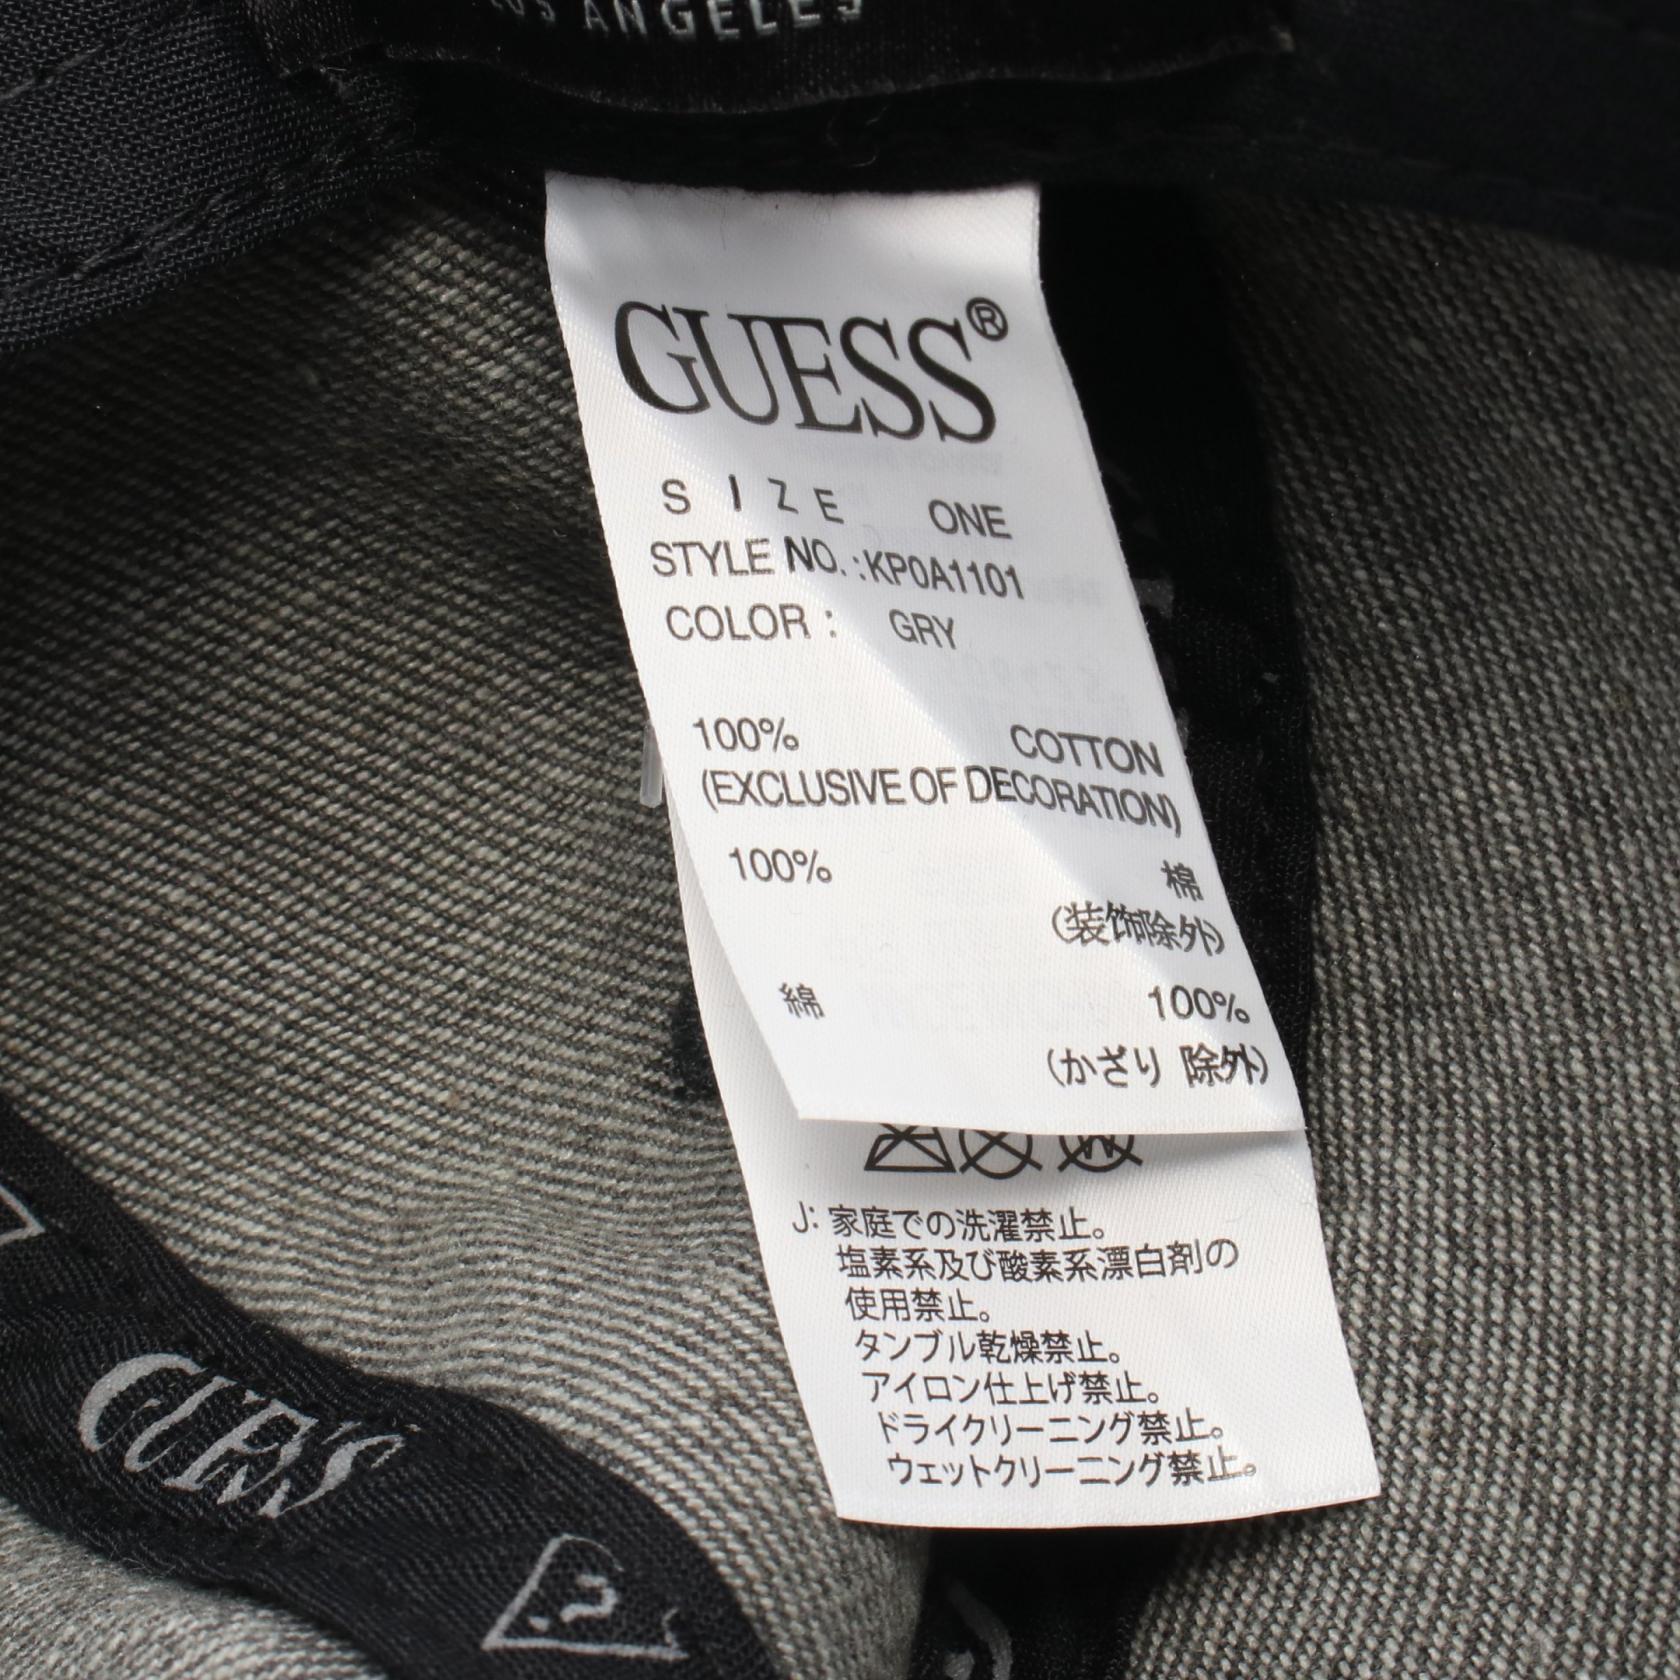 LOS ANGELES
GUESS®
SIZE ONE
STYLE NO.:KP0A1101
COLOR: GRY
100% COTTON
(EXCLUSIVE OF DECORATION)
100% 棉
(装饰除外)
綿 100%
(かざり 除外)
W
J: 家庭での洗濯禁止。
塩素系及び酸素系漂白剤の
使用禁止。
タンブル乾燥禁止。
アイロン仕上げ禁止。
ドライクリーニング禁止。
ウェットクリーニング禁止。
GUESS
?